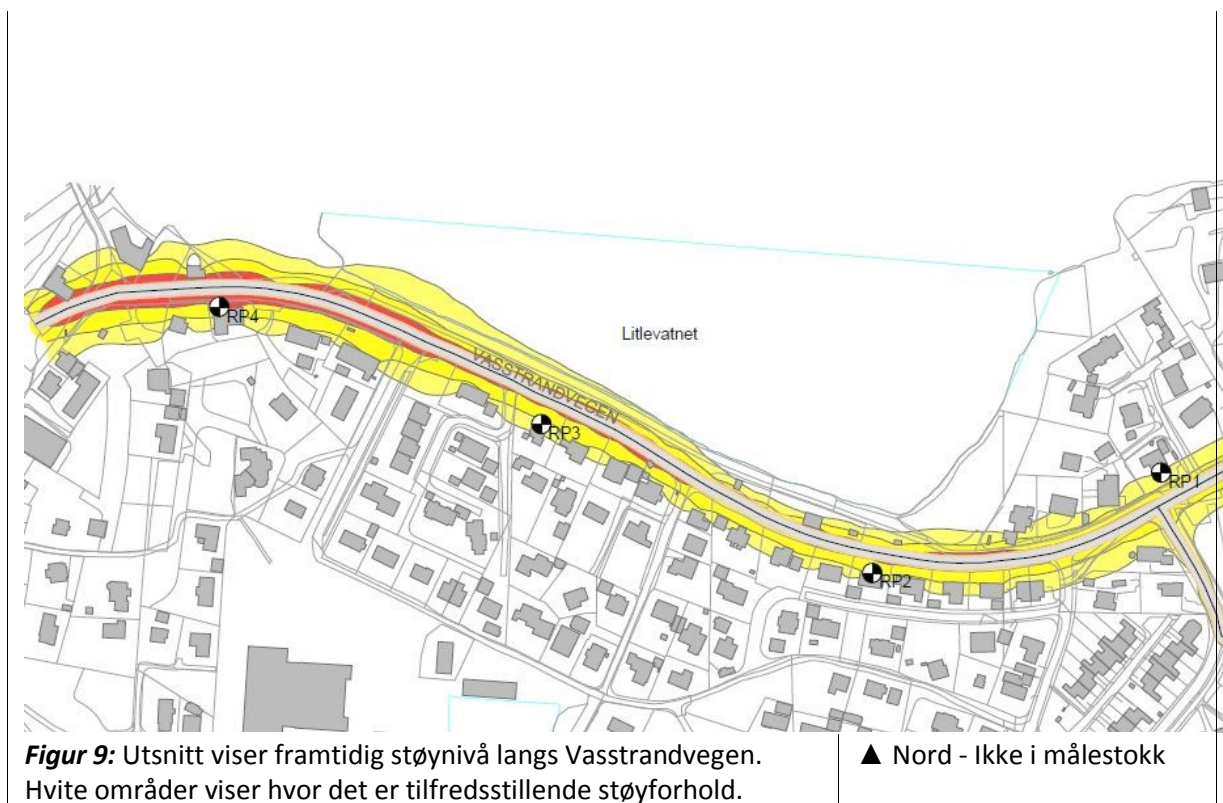 RP4
Litlevatnet
VASSTRANDVEGEN
RP3
RP1
RP2
Figur 9: Utsnitt viser framtidig støynivå langs Vasstrandvegen.
Hvite områder viser hvor det er tilfredsstillende støyforhold.
▲ Nord - Ikke i målestokk